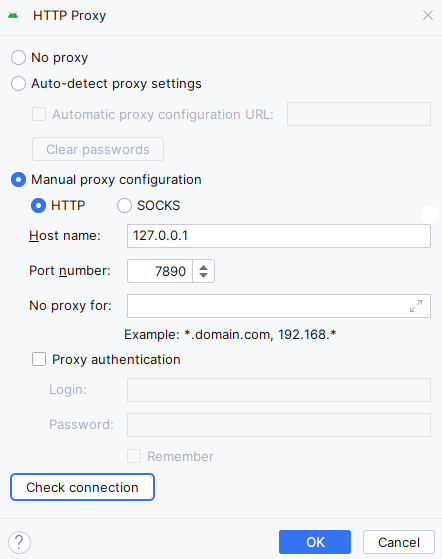 HTTP Proxy
No proxy
Auto-detect proxy settings
Automatic proxy configuration URL:
Clear passwords
Manual proxy configuration
HTTP SOCKS
Host name: 127.0.0.1
Port number: 7890
No proxy for:
Example: *.domain.com, 192.168.*
Proxy authentication
Login:
Password:
Remember
Check connection
? OK Cancel